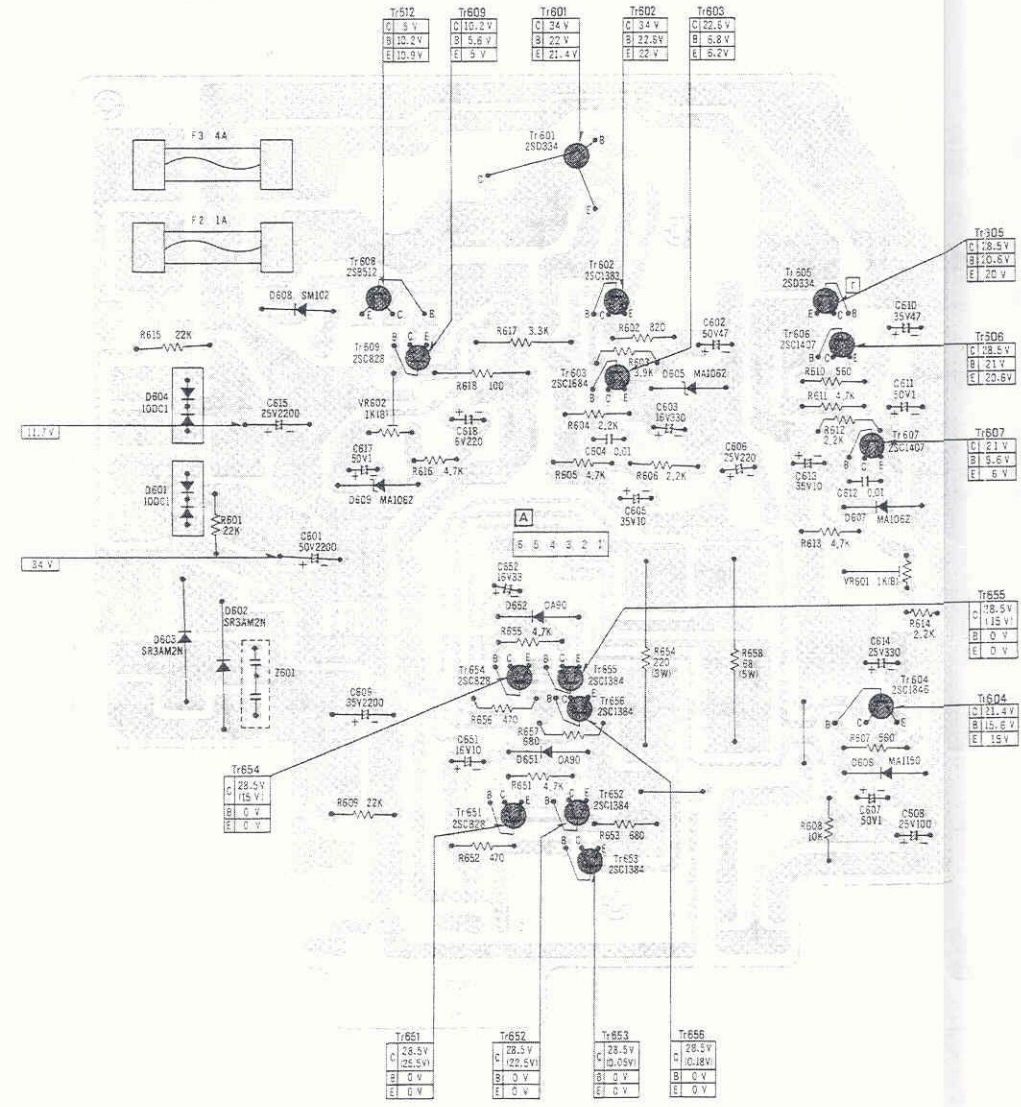 Tr512
C 5 V
B 10.2 V
E 10.9 V
Tr609
C 10.2 V
B 5.6 V
E 5 V
Tr601
C 34 V
B 22 V
E 21.4 V
Tr602
C 34 V
B 22.6V
E 22 V
Tr603
C 22.6 V
B 6.8 V
E 6.2V
F3 4A
F2 1A
Tr601
2SD334
B
C
E
Tr608
2SB512
E C B
D608 SM102
Tr602
2SC1383
B C E
Tr605
2SD334
r
E C B
Tr605
C 28.5 V
B 20.6 V
E 20 V
C610
35V47
R615 22K
Tr609
2SC828
B C E
R617 3.3K
R618 100
R602 820
C602
50V47
R603
3.9K
Tr603
2SC1684
B C E
D605 MA1062
Tr606
2SC1407
B C E
Tr606
C 28.5 V
B 21 V
E 20.6V
R610 560
R611 4.7K
C611
50V1
R612
2.2K
D604
10DC1
C615
25V2200
11.7 V
VR602
1K(B)
C618
6V220
C617
50V1
R616 4.7K
D609 MA1062
R604 2.2K
C604 0.01
C603
16V330
R605 4.7K
R606 2.2K
C606
25V220
C605
35V10
Tr607
2SC1407
B C E
Tr607
C 21 V
B 5.6 V
E 6 V
C613
35V10
C612 0.01
D607 MA1062
R613 4.7K
D601
10DC1
R601
22K
C601
50V2200
34 V
A
6 5 4 3 2 1
VR601 1K(B)
C652
16V33
D652 OA90
R655 4.7K
D602
SR3AM2N
D603
SR3AM2N
Z601
Tr654
2SC828
B C E
Tr655
2SC1384
B C E
Tr656
2SC1384
B C E
R654
220
(3W)
R658
68
(5W)
Tr655
C 28.5V
(15 V)
B 0 V
E 0 V
R614
2.2K
C614
25V330
Tr604
2SC1846
B C E
Tr604
C 21.4 V
B 15.6 V
E 15 V
C609
35V2200
R656 470
R657
680
C651
16V10
D651 OA90
R651 4.7K
R607 560
D606 MA1150
C607
50V1
C608
25V100
R608
10K
Tr654
C 28.5V
(15 V)
B 0 V
E 0 V
R609 22K
Tr651
2SC828
B C E
Tr652
2SC1384
B C E
R653 680
R652 470
Tr653
2SC1384
B C E
Tr651
C 28.5 V
(25.5V)
B 0 V
E 0 V
Tr652
C 28.5 V
(22.5V)
B 0 V
E 0 V
Tr653
C 28.5 V
(0.05V)
B 0 V
E 0 V
Tr656
C 28.5V
(0.18V)
B 0 V
E 0 V